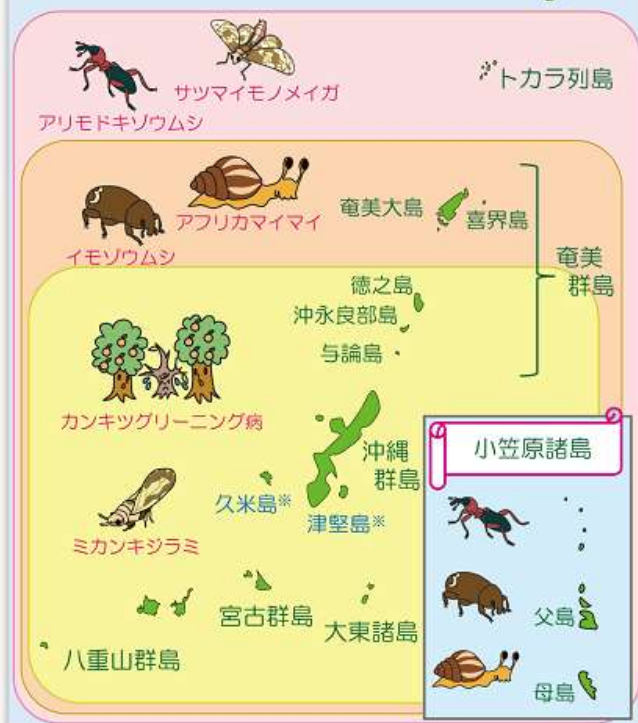 サツマイモノメイガ
トカラ列島
アリモドキゾウムシ
アフリカマイマイ
奄美大島
喜界島
イモゾウムシ
奄美
群島
徳之島
沖永良部島
与論島
カンキツグリーニング病
沖縄
群島
小笠原諸島
久米島※
津堅島※
ミカンキジラミ
宮古群島
大東諸島
父島
八重山群島
母島